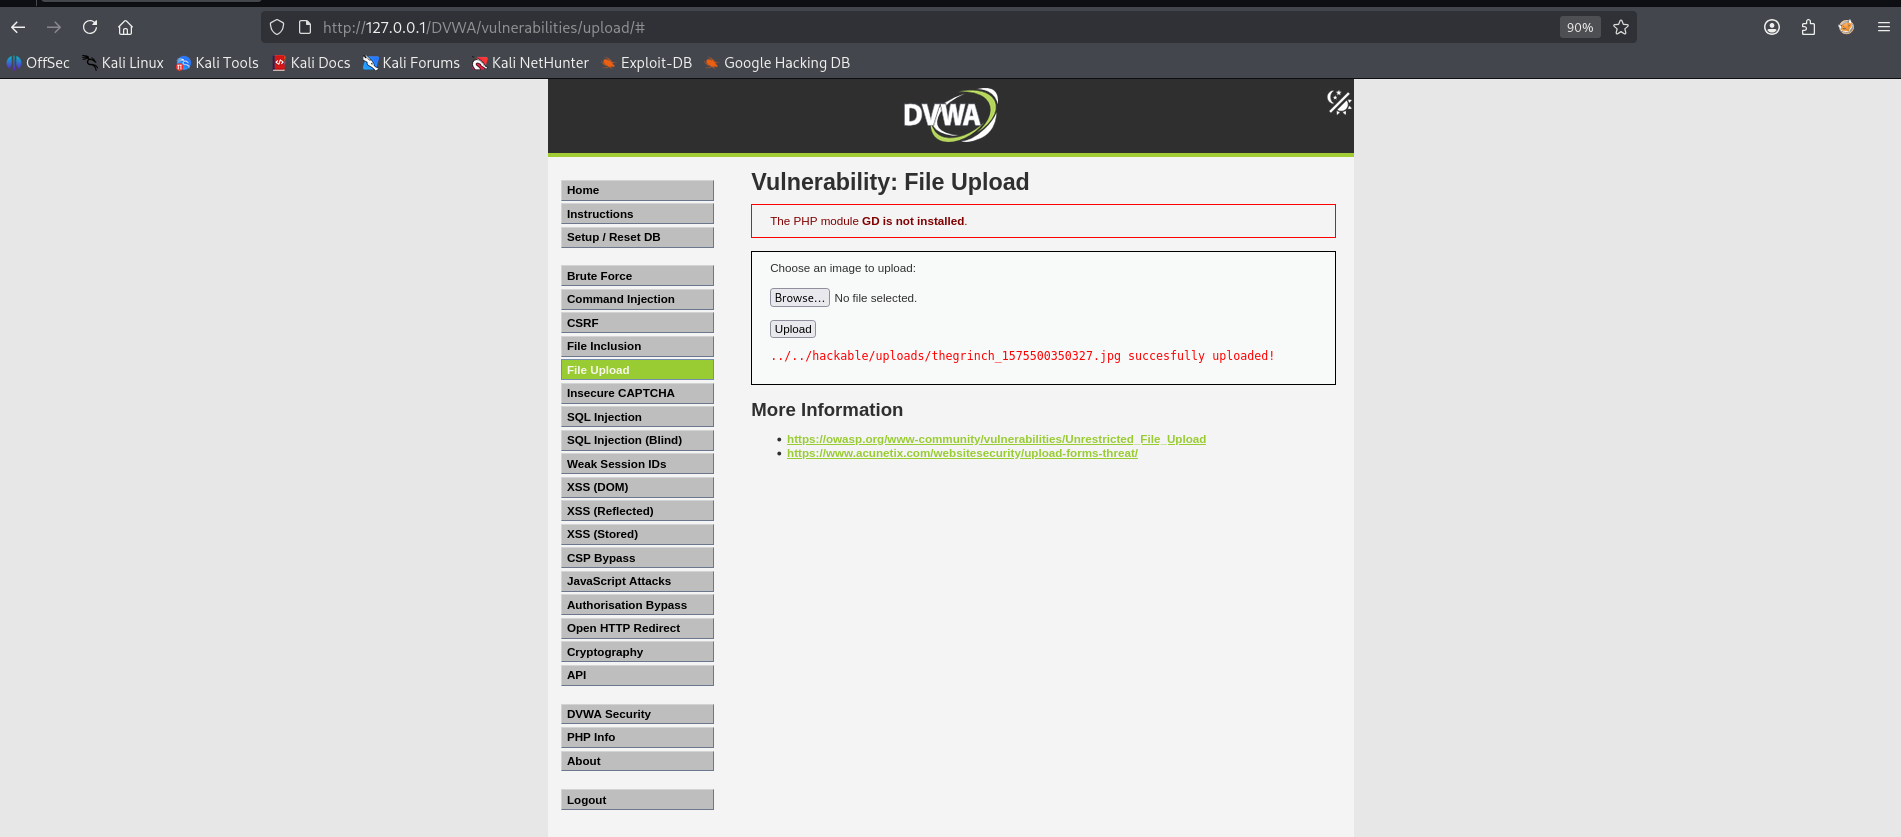 http://127.0.0.1/DVWA/vulnerabilities/upload/#
90%
OffSec Kali Linux Kali Tools Kali Docs Kali Forums Kali NetHunter Exploit-DB Google Hacking DB
DVWA
Home
Instructions
Setup / Reset DB
Brute Force
Command Injection
CSRF
File Inclusion
File Upload
Insecure CAPTCHA
SQL Injection
SQL Injection (Blind)
Weak Session IDs
XSS (DOM)
XSS (Reflected)
XSS (Stored)
CSP Bypass
JavaScript Attacks
Authorisation Bypass
Open HTTP Redirect
Cryptography
API
DVWA Security
PHP Info
About
Logout
Vulnerability: File Upload
The PHP module GD is not installed.
Choose an image to upload:
Browse... No file selected.
Upload
../../hackable/uploads/thegrinch_1575500350327.jpg succesfully uploaded!
More Information
• https://owasp.org/www-community/vulnerabilities/Unrestricted_File_Upload
• https://www.acunetix.com/websitesecurity/upload-forms-threat/